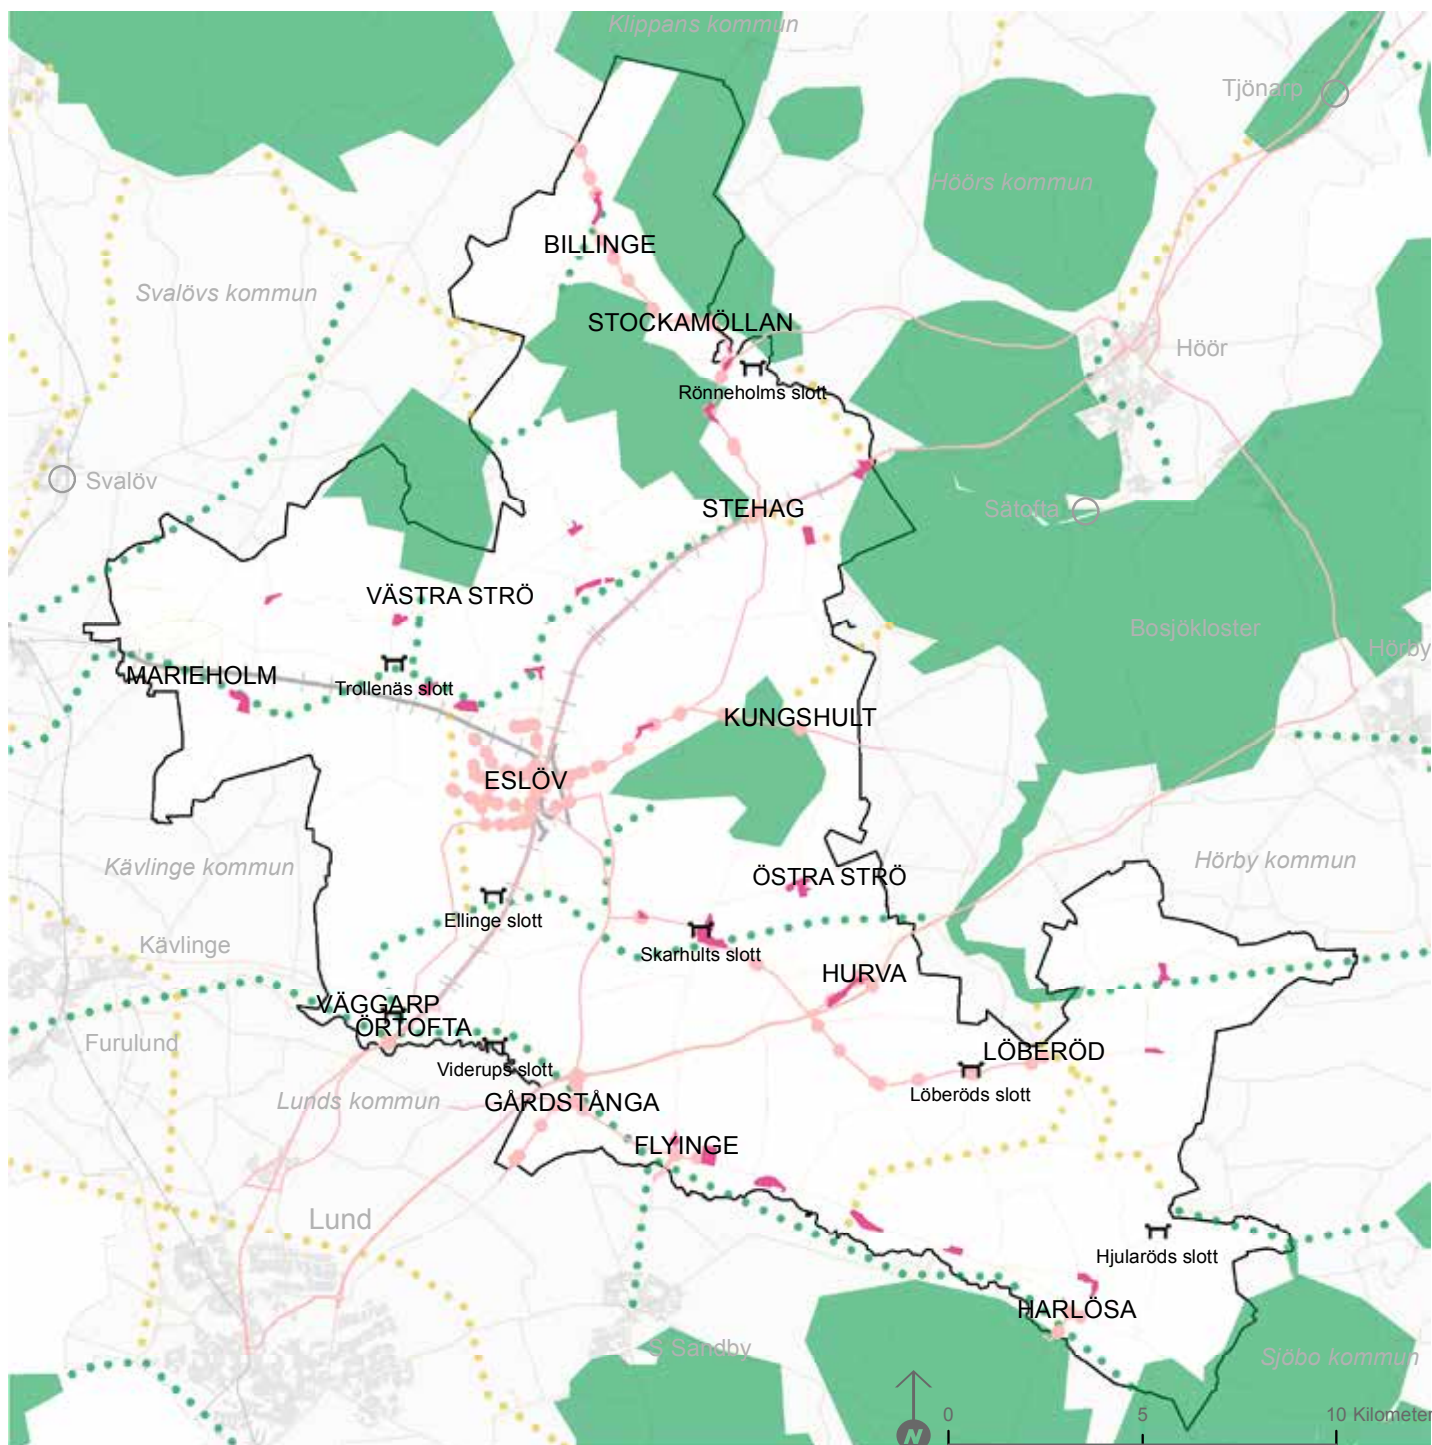 Klippans kommun
Tjönarp
Höörs kommun
BILLINGE
Svalövs kommun
STOCKAMÖLLAN
Höör
Rönneholms slott
Svalöv
STEHAG
Sätofta
VÄSTRA STRÖ
Bosjökloster
Hörby
MARIEHOLM
Trollenäs slott
KUNGSHULT
ESLÖV
Kävlinge kommun
Hörby kommun
ÖSTRA STRÖ
Ellinge slott
Kävlinge
Skarhults slott
HURVA
VÄGGARP
ÖRTOFTA
Furulund
LÖBERÖD
Viderups slott
Löberöds slott
Lunds kommun
GÅRDSTÅNGA
FLYINGE
Lund
Hjularöds slott
HARLÖSA
S Sandby
Sjöbo kommun
0 5 10 Kilometer
N